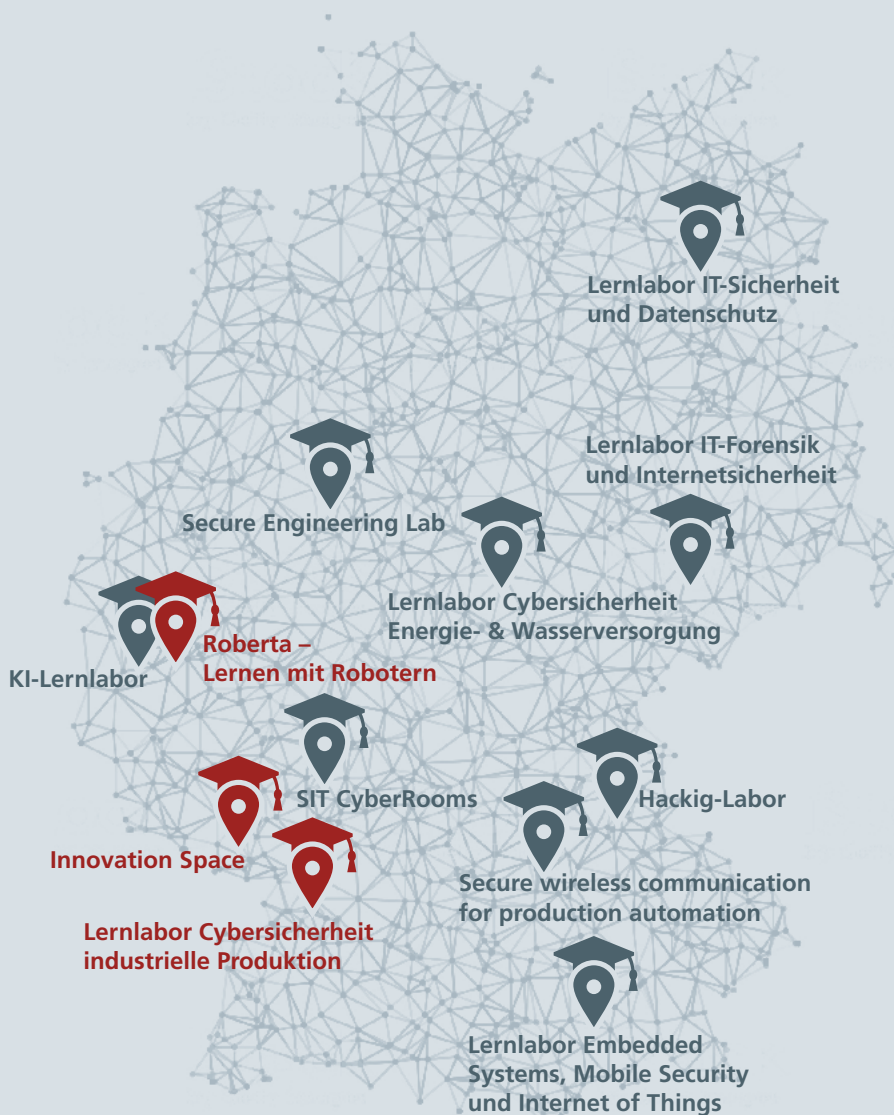 Lernlabor IT-Sicherheit
und Datenschutz
Lernlabor IT-Forensik
und Internetsicherheit
Secure Engineering Lab
Lernlabor Cybersicherheit
Energie- & Wasserversorgung
Roberta –
Lernen mit Robotern
KI-Lernlabor
SIT CyberRooms
Hackig-Labor
Innovation Space
Secure wireless communication
for production automation
Lernlabor Cybersicherheit
industrielle Produktion
Lernlabor Embedded
Systems, Mobile Security
und Internet of Things